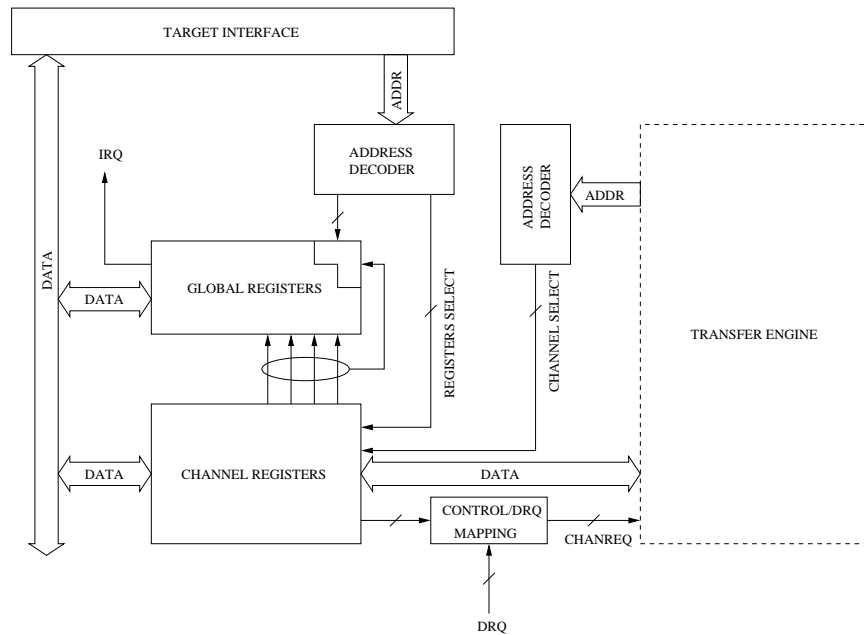 TARGET INTERFACE
ADDR
IRQ
ADDRESS
DECODER
ADDRESS
DECODER
ADDR
DATA
GLOBAL REGISTERS
DATA
REGISTERS SELECT
CHANNEL SELECT
TRANSFER ENGINE
DATA
CHANNEL REGISTERS
DATA
CONTROL/DRQ
MAPPING
CHANREQ
DRQ